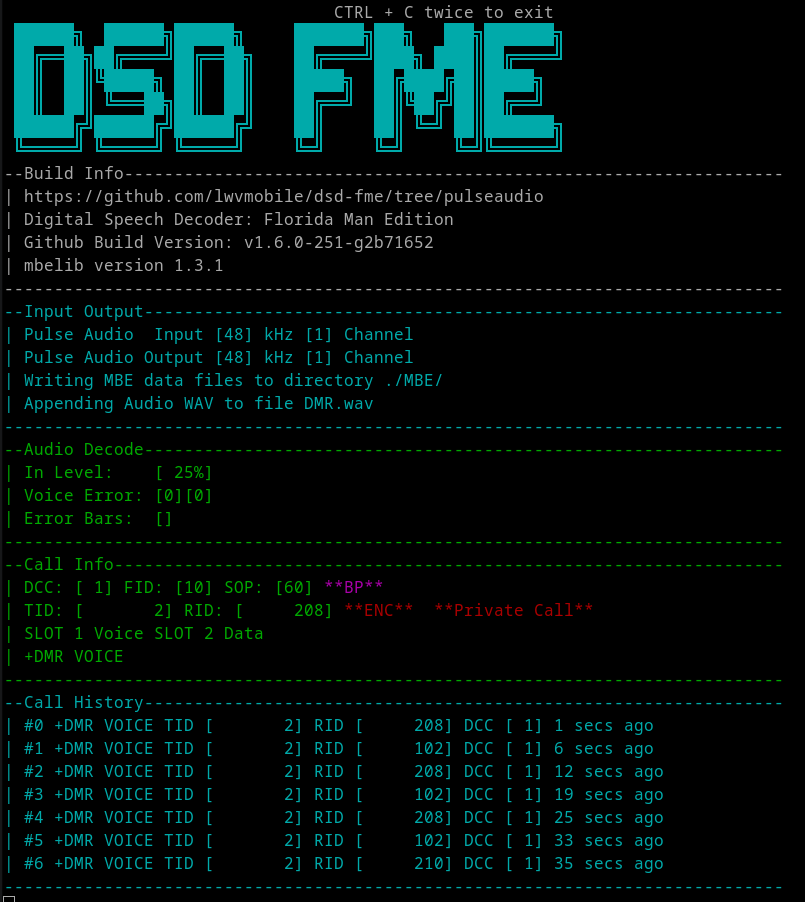 CTRL + C twice to exit
DSD FME
--Build Info------------------------------------------------------------------
| https://github.com/lwvmobile/dsd-fme/tree/pulseaudio
| Digital Speech Decoder: Florida Man Edition
| Github Build Version: v1.6.0-251-g2b71652
| mbelib version 1.3.1
------------------------------------------------------------------------------
--Input Output----------------------------------------------------------------
| Pulse Audio  Input [48] kHz [1] Channel
| Pulse Audio Output [48] kHz [1] Channel
| Writing MBE data files to directory ./MBE/
| Appending Audio WAV to file DMR.wav
------------------------------------------------------------------------------
--Audio Decode----------------------------------------------------------------
| In Level:    [ 25%]
| Voice Error: [0][0]
| Error Bars:  []
------------------------------------------------------------------------------
--Call Info-------------------------------------------------------------------
| DCC: [ 1] FID: [10] SOP: [60] **BP**
| TID: [       2] RID: [     208] **ENC**  **Private Call**
| SLOT 1 Voice SLOT 2 Data
| +DMR VOICE
------------------------------------------------------------------------------
--Call History----------------------------------------------------------------
| #0 +DMR VOICE TID [       2] RID [     208] DCC [ 1] 1 secs ago
| #1 +DMR VOICE TID [       2] RID [     102] DCC [ 1] 6 secs ago
| #2 +DMR VOICE TID [       2] RID [     208] DCC [ 1] 12 secs ago
| #3 +DMR VOICE TID [       2] RID [     102] DCC [ 1] 19 secs ago
| #4 +DMR VOICE TID [       2] RID [     208] DCC [ 1] 25 secs ago
| #5 +DMR VOICE TID [       2] RID [     102] DCC [ 1] 33 secs ago
| #6 +DMR VOICE TID [       2] RID [     210] DCC [ 1] 35 secs ago
------------------------------------------------------------------------------